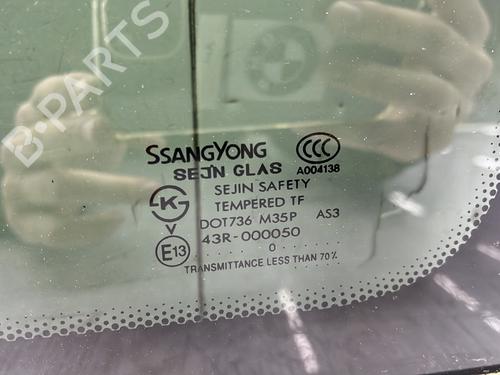 B-PARTS
SSANGYONG
SEJIN GLAS
CCC
A004138
SEJIN SAFETY
TEMPERED TF
DOT736 M35P AS3
43R-000050
0
K
V
E13
TRANSMITTANCE LESS THAN 70%